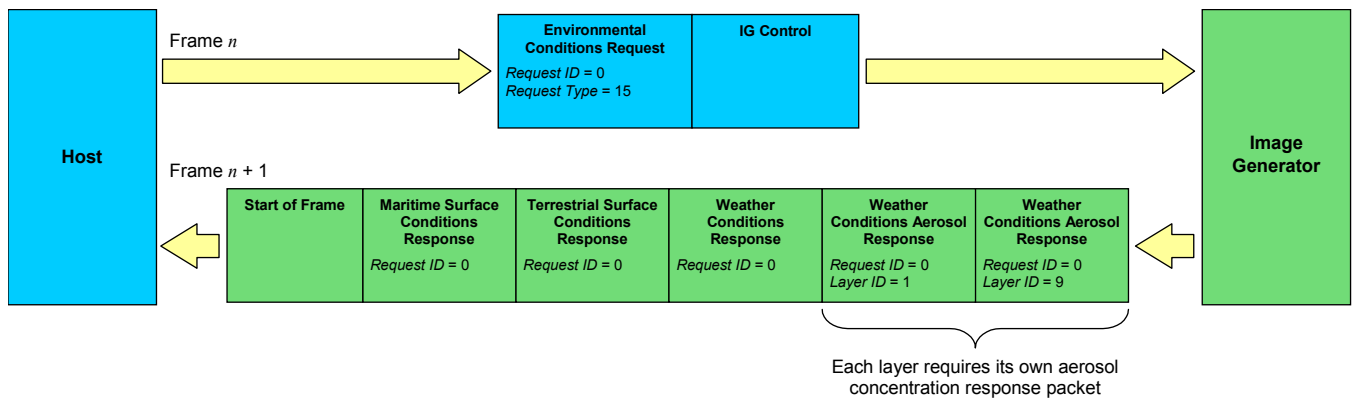 Host
Frame n
Environmental
Conditions Request
Request ID = 0
Request Type = 15
IG Control
Image
Generator
Frame n + 1
Start of Frame
Maritime Surface
Conditions
Response
Request ID = 0
Terrestrial Surface
Conditions
Response
Request ID = 0
Weather
Conditions
Response
Request ID = 0
Weather
Conditions Aerosol
Response
Request ID = 0
Layer ID = 1
Weather
Conditions Aerosol
Response
Request ID = 0
Layer ID = 9
Each layer requires its own aerosol
concentration response packet